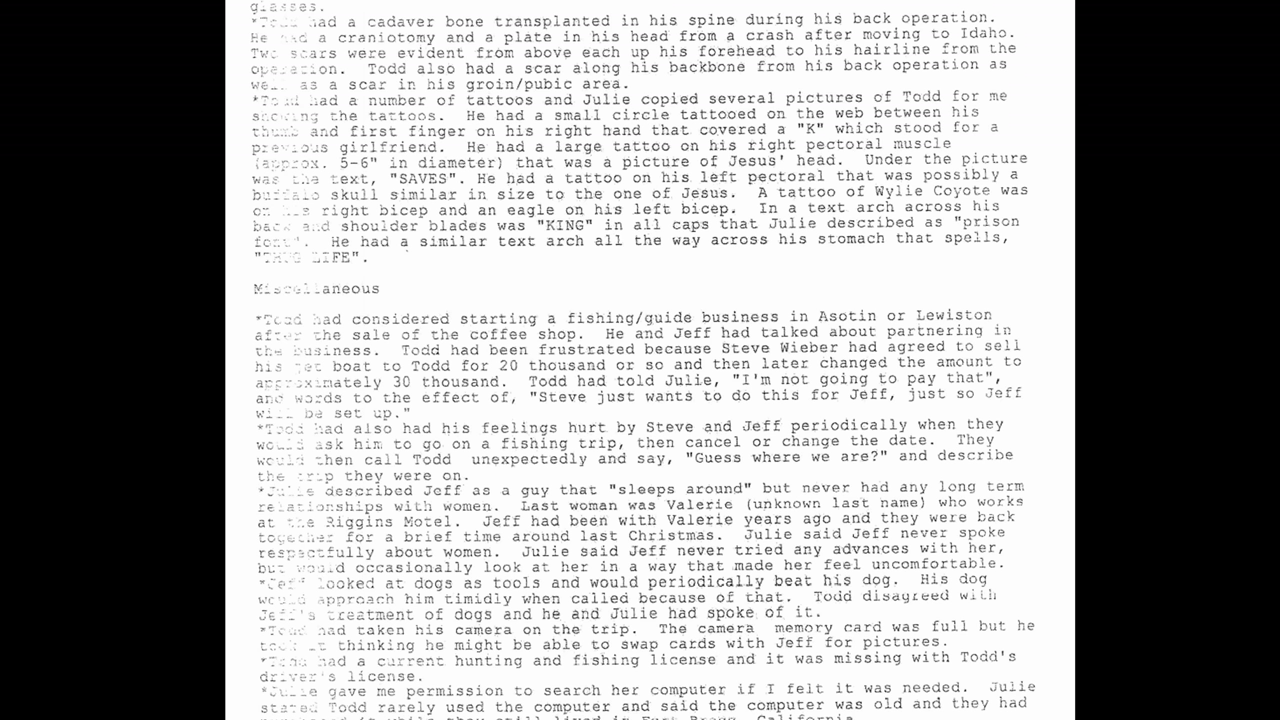 glasses.
*Todd had a cadaver bone transplanted in his spine during his back operation.
He had a craniotomy and a plate in his head from a crash after moving to Idaho.
Two scars were evident from above each up his forehead to his hairline from the
operation.  Todd also had a scar along his backbone from his back operation as
well as a scar in his groin/pubic area.
*Todd had a number of tattoos and Julie copied several pictures of Todd for me
showing the tattoos.  He had a small circle tattooed on the web between his
thumb and first finger on his right hand that covered a "K" which stood for a
previous girlfriend.  He had a large tattoo on his right pectoral muscle
(approx. 5-6" in diameter) that was a picture of Jesus' head.  Under the picture
was the text, "SAVES". He had a tattoo on his left pectoral that was possibly a
buffalo skull similar in size to the one of Jesus.  A tattoo of Wylie Coyote was
on his right bicep and an eagle on his left bicep.  In a text arch across his
back and shoulder blades was "KING" in all caps that Julie described as "prison
font".  He had a similar text arch all the way across his stomach that spells,
"THUG LIFE".
Miscellaneous
*Todd had considered starting a fishing/guide business in Asotin or Lewiston
after the sale of the coffee shop.  He and Jeff had talked about partnering in
the business.  Todd had been frustrated because Steve Wieber had agreed to sell
his jet boat to Todd for 20 thousand or so and then later changed the amount to
approximately 30 thousand.  Todd had told Julie, "I'm not going to pay that",
and words to the effect of, "Steve just wants to do this for Jeff, just so Jeff
will be set up."
*Todd had also had his feelings hurt by Steve and Jeff periodically when they
would ask him to go on a fishing trip, then cancel or change the date.  They
would then call Todd  unexpectedly and say, "Guess where we are?" and describe
the trip they were on.
*Julie described Jeff as a guy that "sleeps around" but never had any long term
relationships with women.  Last woman was Valerie (unknown last name) who works
at the Riggins Motel.  Jeff had been with Valerie years ago and they were back
together for a brief time around last Christmas.  Julie said Jeff never spoke
respectfully about women.  Julie said Jeff never tried any advances with her,
but would occasionally look at her in a way that made her feel uncomfortable.
*Jeff looked at dogs as tools and would periodically beat his dog.  His dog
would approach him timidly when called because of that.  Todd disagreed with
Jeff's treatment of dogs and he and Julie had spoke of it.
*Todd had taken his camera on the trip.  The camera  memory card was full but he
took it thinking he might be able to swap cards with Jeff for pictures.
*Todd had a current hunting and fishing license and it was missing with Todd's
driver's license.
*Julie gave me permission to search her computer if I felt it was needed.  Julie
stated Todd rarely used the computer and said the computer was old and they had
purchased it while they still lived in Fort Bragg, California.